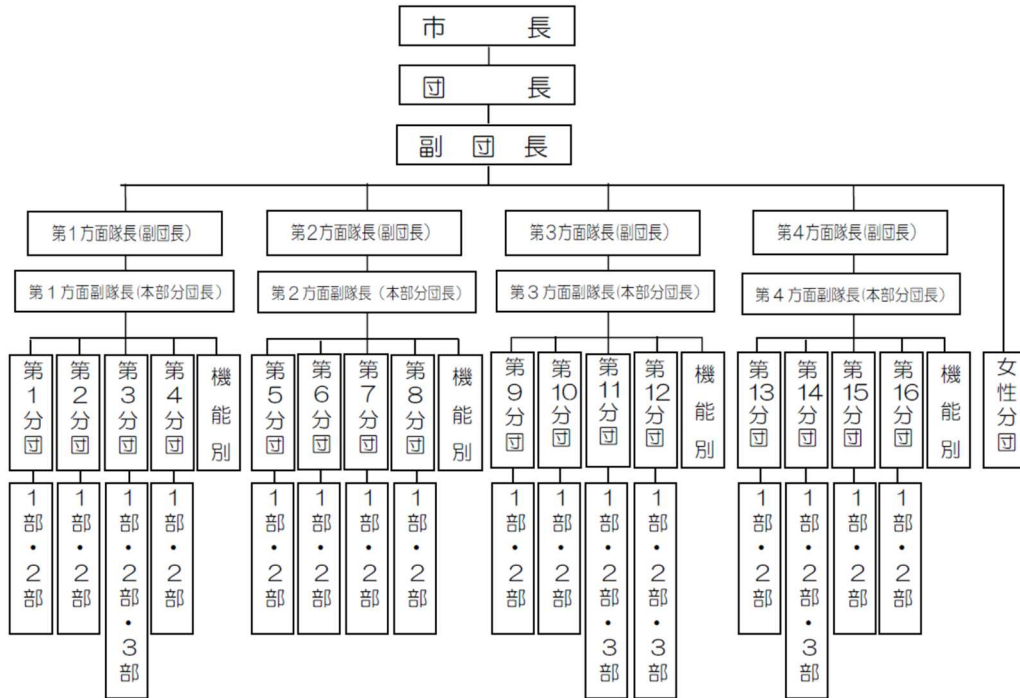 市　長
団　長
副　団　長
第1方面隊長(副団長)
第2方面隊長(副団長)
第3方面隊長(副団長)
第4方面隊長(副団長)
第1方面副隊長(本部分団長)
第2方面副隊長(本部分団長)
第3方面副隊長(本部分団長)
第4方面副隊長(本部分団長)
第1分団
第2分団
第3分団
第4分団
機能別
第5分団
第6分団
第7分団
第8分団
機能別
第9分団
第10分団
第11分団
第12分団
機能別
第13分団
第14分団
第15分団
第16分団
機能別
女性分団
1部・2部
1部・2部
1部・2部・3部
1部・2部
1部・2部
1部・2部
1部・2部
1部・2部
1部・2部
1部・2部
1部・2部・3部
1部・2部・3部
1部・2部
1部・2部・3部
1部・2部
1部・2部